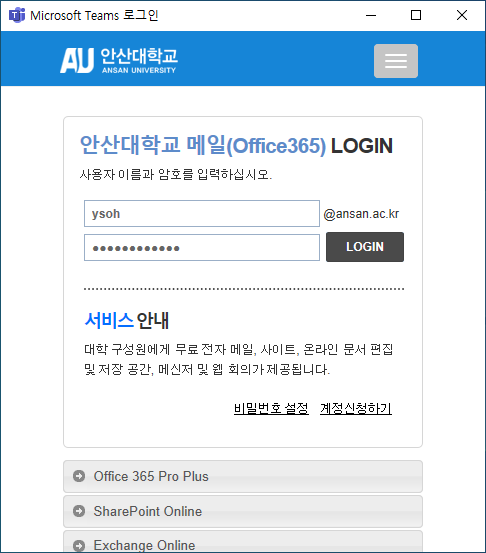 Microsoft Teams 로그인
AU 안산대학교
ANSAN UNIVERSITY
안산대학교 메일(Office365) LOGIN
사용자 이름과 암호를 입력하십시오.
ysoh @ansan.ac.kr
●●●●●●●●●●●● LOGIN
서비스 안내
대학 구성원에게 무료 전자 메일, 사이트, 온라인 문서 편집
및 저장 공간, 메신저 및 웹 회의가 제공됩니다.
비밀번호 설정 계정신청하기
Office 365 Pro Plus
SharePoint Online
Exchange Online